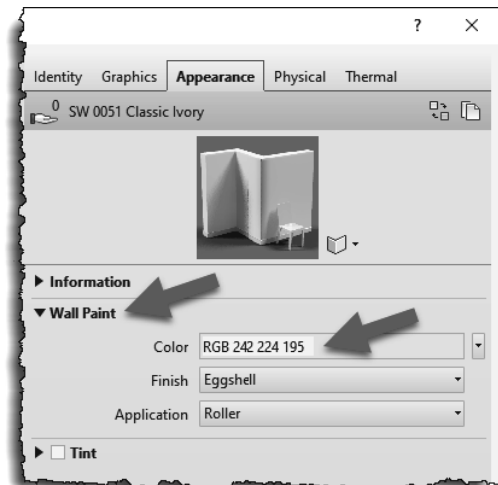 ? ×
Identity Graphics Appearance Physical Thermal
0 SW 0051 Classic Ivory
Information
Wall Paint
Color RGB 242 224 195
Finish Eggshell
Application Roller
Tint